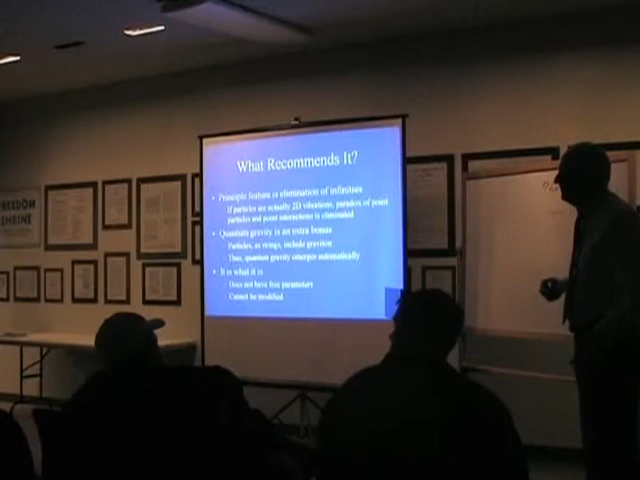 What Recommends It?
• Principle feature is elimination of infinities
If particles are actually 2D vibrations, paradox of point
particles and point interactions is eliminated
• Quantum gravity is an extra bonus
Particles, as strings, include graviton
Thus, quantum gravity emerges automatically
• It is what it is
Does not have free parameters
Cannot be modified
FREEDOM
SHRINE